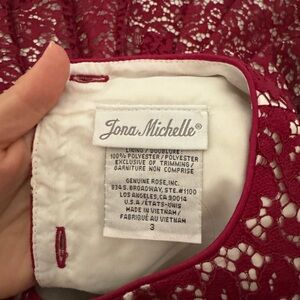 Jona Michelle®
LINING / DOUBLURE:
100% POLYESTER / POLYESTER
EXCLUSIVE OF TRIMMING /
GARNITURE NON COMPRISE
GENUINE ROSE, INC.
834 S. BROADWAY, STE. #1100
LOS ANGELES, CA 90014
U S A / ETATS-UNIS
MADE IN VIETNAM /
FABRIQUÉ AU VIETNAM
3